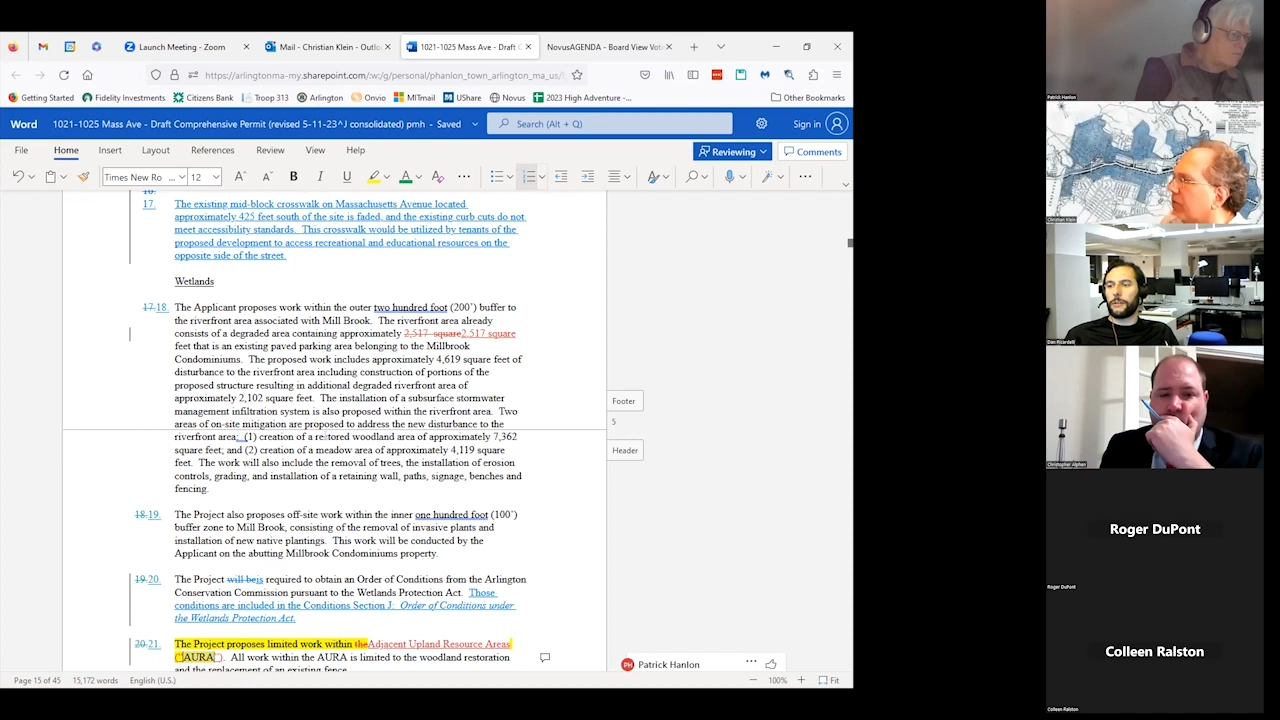 Launch Meeting - Zoom
Mail - Christian Klein - Outlo
1021-1025 Mass Ave - Draft C
NovusAGENDA - Board View Vot
https://arlingtonma-my.sharepoint.com/:w:/g/personal/phanlon_town_arlington_ma_us/
Getting Started
Fidelity Investments
Citizens Bank
Troop 313
Arlington
Onvio
MITmail
UShare
Novus
2023 High Adventure -...
Other Bookmarks
Word
1021-1025 Mass Ave - Draft Comprehensive Permit (revised 5-11-23^J consolidated) pmh - Saved
Search (Alt + Q)
sign in
File
Home
Insert
Layout
References
Review
View
Help
Reviewing
Comments
Times New Ro ...
12
17. The existing mid-block crosswalk on Massachusetts Avenue located
approximately 425 feet south of the site is faded, and the existing curb cuts do not
meet accessibility standards. This crosswalk would be utilized by tenants of the
proposed development to access recreational and educational resources on the
opposite side of the street.
Wetlands
17.18. The Applicant proposes work within the outer two hundred foot (200') buffer to
the riverfront area associated with Mill Brook. The riverfront area already
consists of a degraded area containing approximately 2,517 square2,517 square
feet that is an existing paved parking area belonging to the Millbrook
Condominiums. The proposed work includes approximately 4,619 square feet of
disturbance to the riverfront area including construction of portions of the
proposed structure resulting in additional degraded riverfront area of
approximately 2,102 square feet. The installation of a subsurface stormwater
management infiltration system is also proposed within the riverfront area. Two
areas of on-site mitigation are proposed to address the new disturbance to the
riverfront area: (1) creation of a restored woodland area of approximately 7,362
square feet; and (2) creation of a meadow area of approximately 4,119 square
feet. The work will also include the removal of trees, the installation of erosion
controls, grading, and installation of a retaining wall, paths, signage, benches and
fencing.
Footer
5
Header
18.19. The Project also proposes off-site work within the inner one hundred foot (100')
buffer zone to Mill Brook, consisting of the removal of invasive plants and
installation of new native plantings. This work will be conducted by the
Applicant on the abutting Millbrook Condominiums property.
19.20. The Project will beis required to obtain an Order of Conditions from the Arlington
Conservation Commission pursuant to the Wetlands Protection Act. Those
conditions are included in the Conditions Section J: Order of Conditions under
the Wetlands Protection Act.
20.21. The Project proposes limited work within theAdjacent Upland Resource Areas
("AURA"). All work within the AURA is limited to the woodland restoration
and the replacement of an existing fence.
PH Patrick Hanlon
Page 15 of 45
15,172 words
English (U.S.)
100%
Fit
Patrick Hanlon
Christian Klein
Dan Ricardelli
Christopher Alphen
Roger DuPont
Roger DuPont
Colleen Ralston
Colleen Ralston